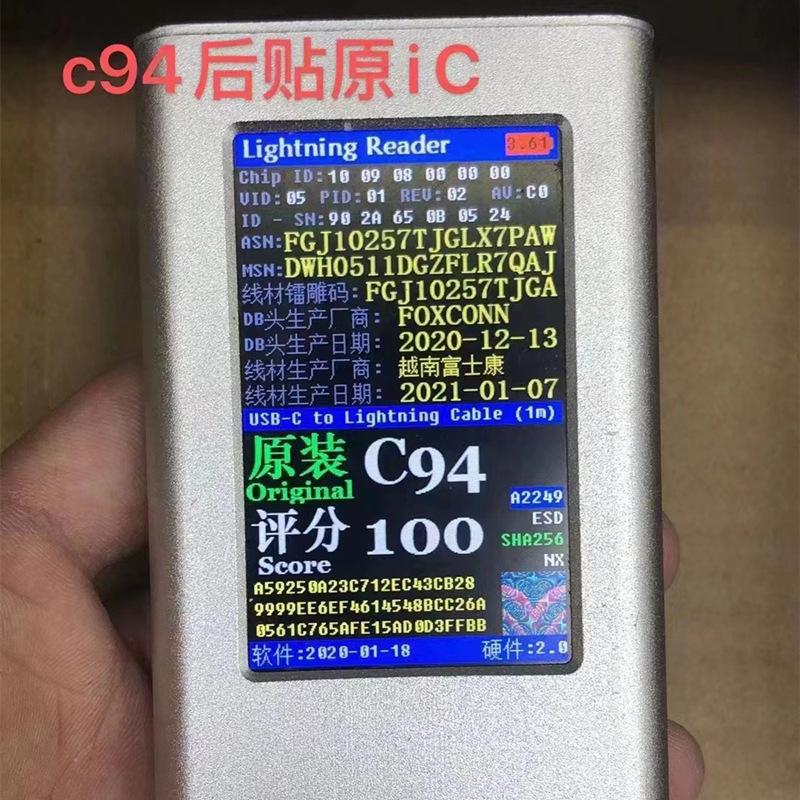 c94后贴原iC
Lightning Reader 3.61
Chip ID:10 09 08 00 00 00
VID:05 PID:01 REV:02 AV:C0
ID - SN:90 2A 65 0B 05 24
ASN:FGJ10257TJGLX7PAW
MSN:DWH0511DGZFLR7QAJ
线材镭雕码:FGJ10257TJGA
DB头生产厂商: FOXCONN
DB头生产日期: 2020-12-13
线材生产厂商: 越南富士康
线材生产日期: 2021-01-07
USB-C to Lightning Cable (1m)
原装 C94
Original
A2249
ESD
评分 100
SHA256
Score
NX
A59250A23C712EC43CB28
9999EE6EF4614548BCC26A
0561C765AFE15AD0D3FFBB
软件:2020-01-18 硬件:2.0